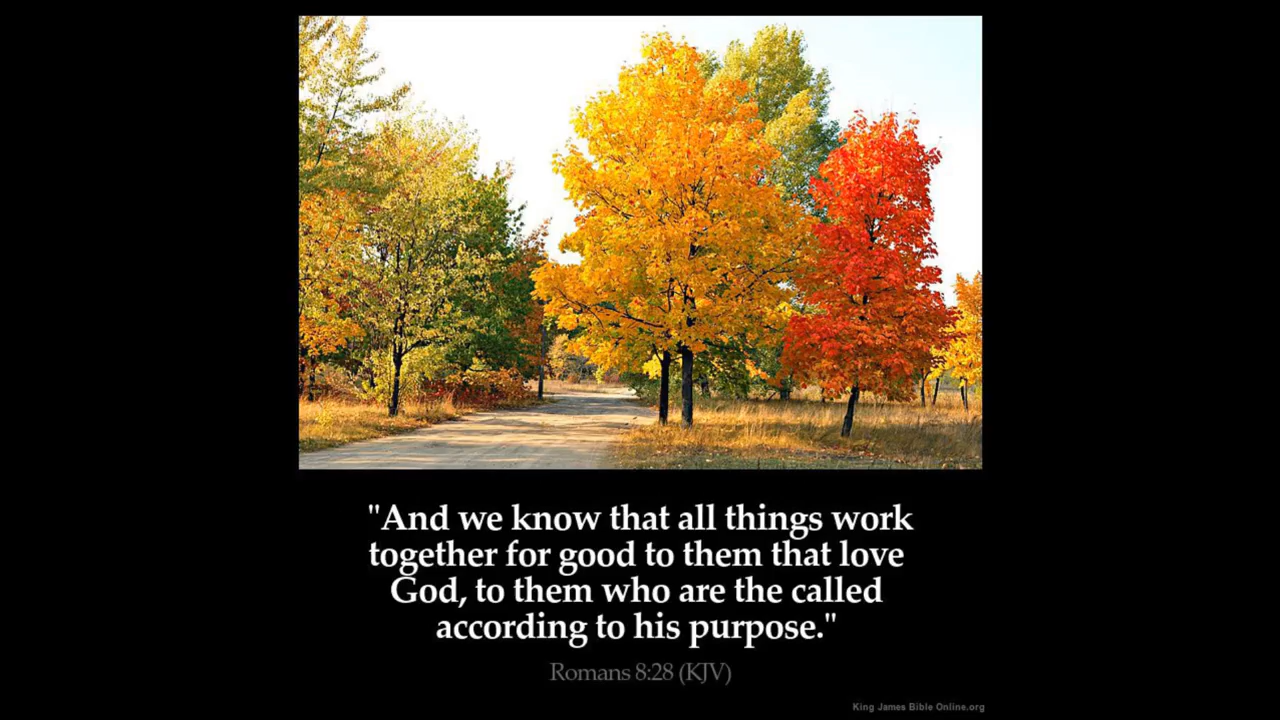 "And we know that all things work
together for good to them that love
God, to them who are the called
according to his purpose."
Romans 8:28 (KJV)
King James Bible Online.org